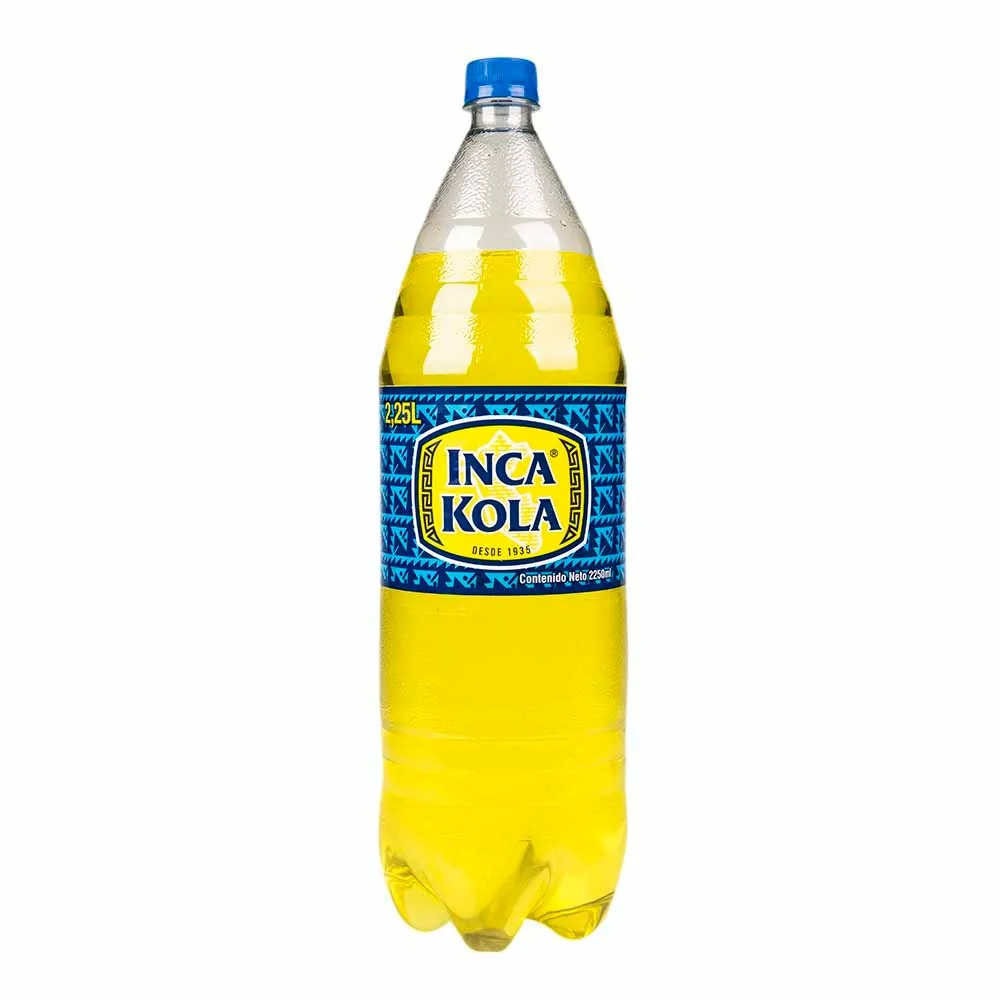 2,25L
INCA®
KOLA
DESDE 1935
Contenido Neto 2250ml